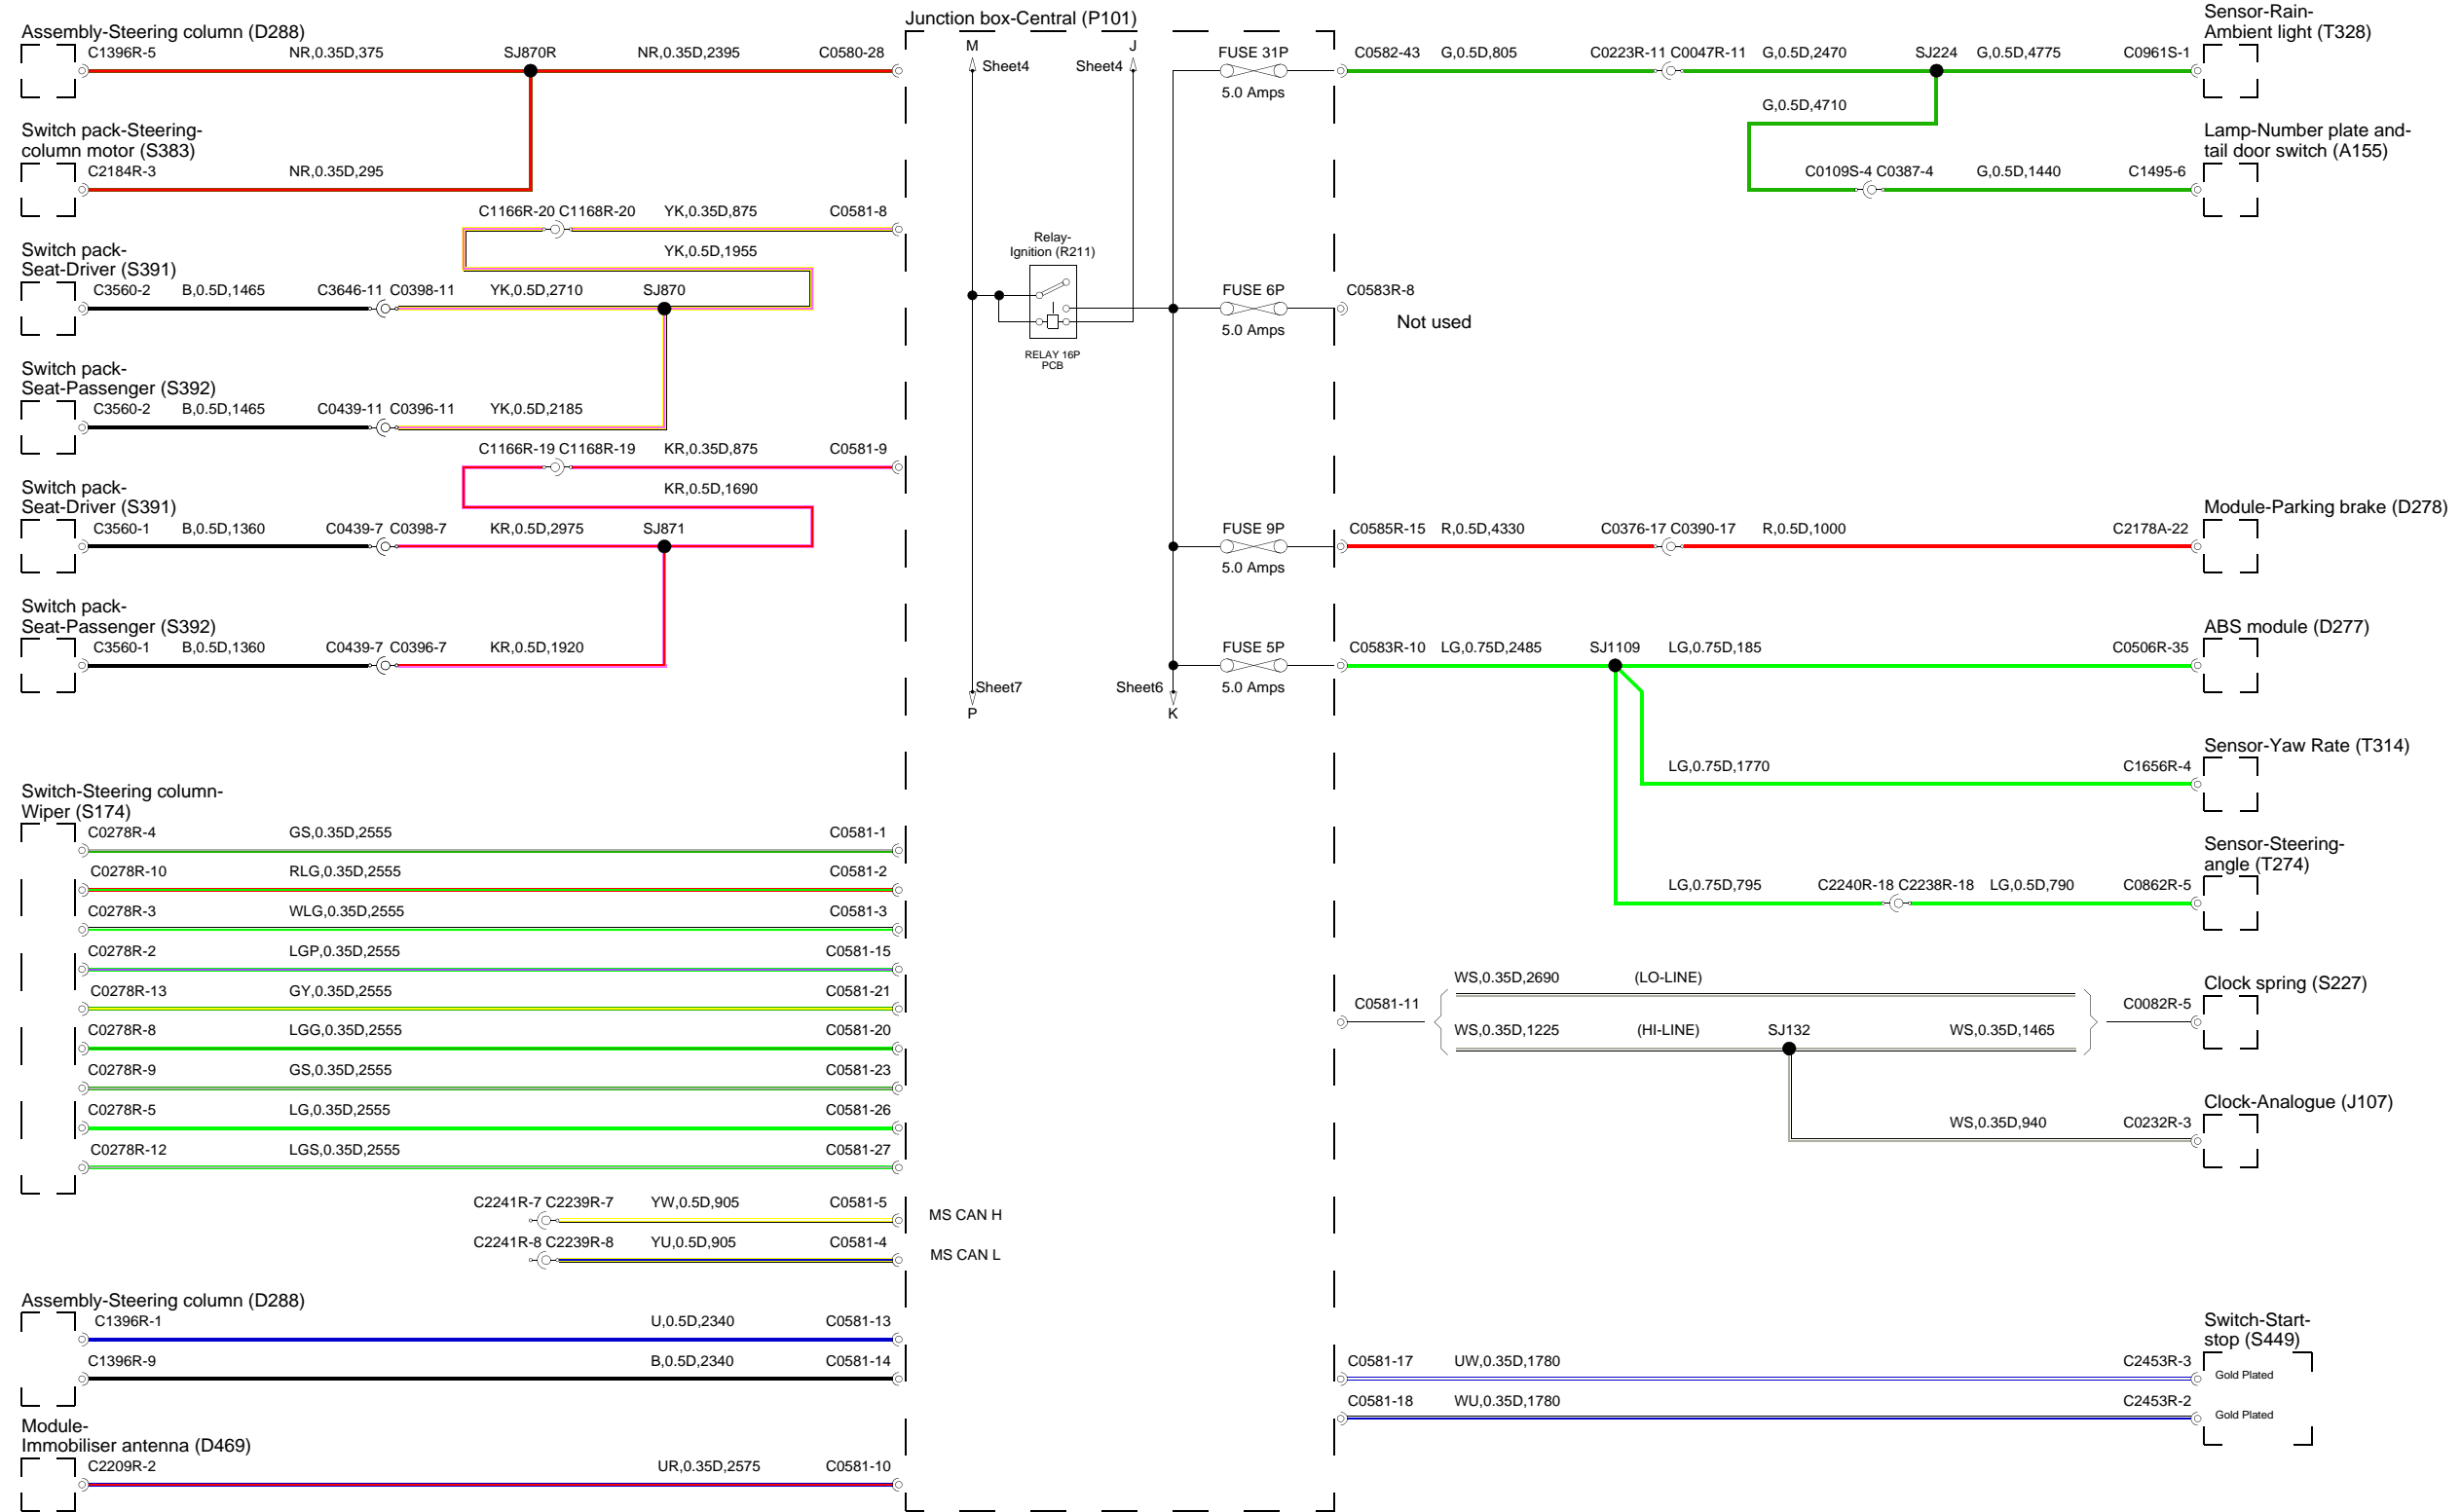 Assembly-Steering column (D288)
C1396R-5 NR,0.35D,375 SJ870R NR,0.35D,2395 C0580-28
Switch pack-Steering-
column motor (S383)
C2184R-3 NR,0.35D,295
C1166R-20 C1168R-20 YK,0.35D,875 C0581-8
YK,0.5D,1955
Switch pack-
Seat-Driver (S391)
C3560-2 B,0.5D,1465 C3646-11 C0398-11 YK,0.5D,2710 SJ870
Switch pack-
Seat-Passenger (S392)
C3560-2 B,0.5D,1465 C0439-11 C0396-11 YK,0.5D,2185
C1166R-19 C1168R-19 KR,0.35D,875 C0581-9
KR,0.5D,1690
Switch pack-
Seat-Driver (S391)
C3560-1 B,0.5D,1360 C0439-7 C0398-7 KR,0.5D,2975 SJ871
Switch pack-
Seat-Passenger (S392)
C3560-1 B,0.5D,1360 C0439-7 C0396-7 KR,0.5D,1920
Switch-Steering column-
Wiper (S174)
C0278R-4 GS,0.35D,2555 C0581-1
C0278R-10 RLG,0.35D,2555 C0581-2
C0278R-3 WLG,0.35D,2555 C0581-3
C0278R-2 LGP,0.35D,2555 C0581-15
C0278R-13 GY,0.35D,2555 C0581-21
C0278R-8 LGG,0.35D,2555 C0581-20
C0278R-9 GS,0.35D,2555 C0581-23
C0278R-5 LG,0.35D,2555 C0581-26
C0278R-12 LGS,0.35D,2555 C0581-27
C2241R-7 C2239R-7 YW,0.5D,905 C0581-5
MS CAN H
C2241R-8 C2239R-8 YU,0.5D,905 C0581-4
MS CAN L
Assembly-Steering column (D288)
C1396R-1 U,0.5D,2340 C0581-13
C1396R-9 B,0.5D,2340 C0581-14
Module-
Immobiliser antenna (D469)
C2209R-2 UR,0.35D,2575 C0581-10
Junction box-Central (P101)
M J
Sheet4 Sheet4
Relay-
Ignition (R211)
RELAY 16P
PCB
Sheet7 Sheet6
P K
FUSE 31P
5.0 Amps
FUSE 6P
5.0 Amps
FUSE 9P
5.0 Amps
FUSE 5P
5.0 Amps
Sensor-Rain-
Ambient light (T328)
C0582-43 G,0.5D,805 C0223R-11 C0047R-11 G,0.5D,2470 SJ224 G,0.5D,4775 C0961S-1
G,0.5D,4710
Lamp-Number plate and-
tail door switch (A155)
C0109S-4 C0387-4 G,0.5D,1440 C1495-6
C0583R-8
Not used
Module-Parking brake (D278)
C0585R-15 R,0.5D,4330 C0376-17 C0390-17 R,0.5D,1000 C2178A-22
ABS module (D277)
C0583R-10 LG,0.75D,2485 SJ1109 LG,0.75D,185 C0506R-35
Sensor-Yaw Rate (T314)
LG,0.75D,1770 C1656R-4
Sensor-Steering-
angle (T274)
LG,0.75D,795 C2240R-18 C2238R-18 LG,0.5D,790 C0862R-5
WS,0.35D,2690 (LO-LINE)
Clock spring (S227)
C0581-11 C0082R-5
WS,0.35D,1225 (HI-LINE) SJ132 WS,0.35D,1465
Clock-Analogue (J107)
WS,0.35D,940 C0232R-3
Switch-Start-
stop (S449)
C0581-17 UW,0.35D,1780 C2453R-3
Gold Plated
C0581-18 WU,0.35D,1780 C2453R-2
Gold Plated